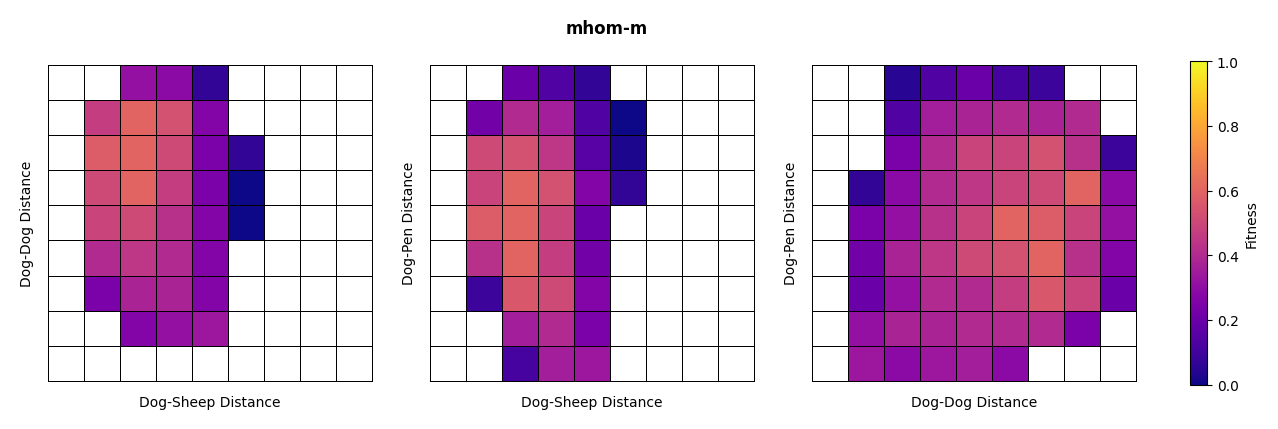 mhom-m
Dog-Dog Distance
Dog-Sheep Distance
Dog-Pen Distance
Dog-Sheep Distance
Dog-Pen Distance
Dog-Dog Distance
1.0
0.8
0.6
0.4
0.2
0.0
Fitness